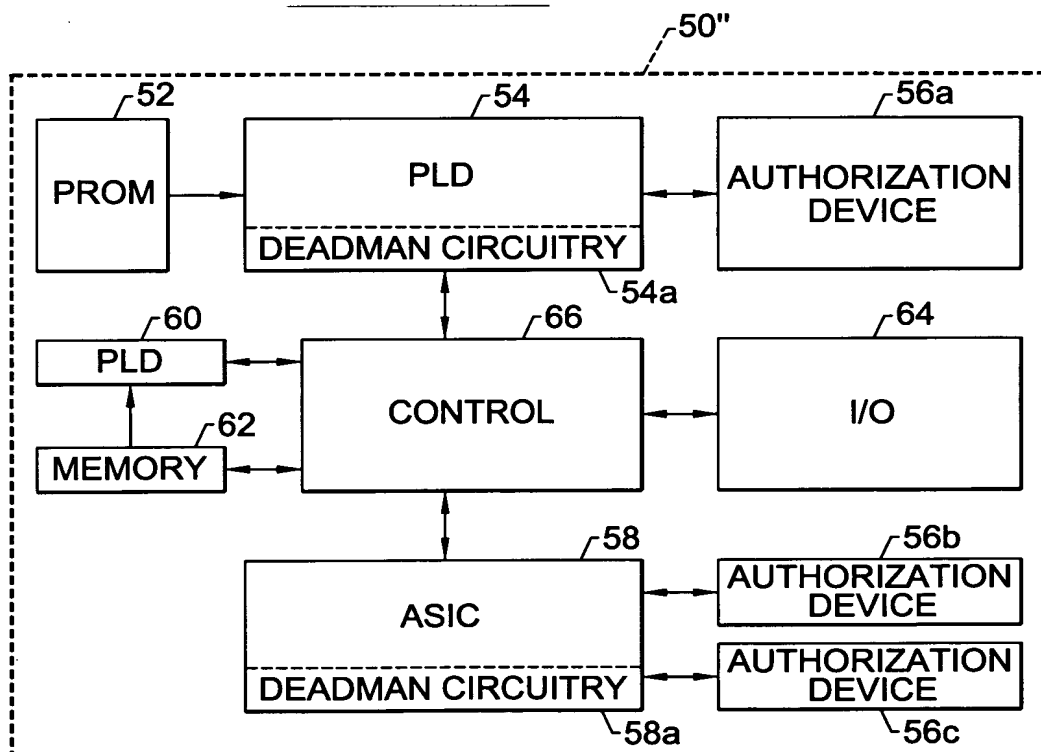 50"
52
54
56a
PROM
PLD
AUTHORIZATION
DEVICE
DEADMAN CIRCUITRY
54a
60
66
64
PLD
CONTROL
I/O
62
MEMORY
58
56b
ASIC
AUTHORIZATION
DEVICE
DEADMAN CIRCUITRY
AUTHORIZATION
DEVICE
58a
56c